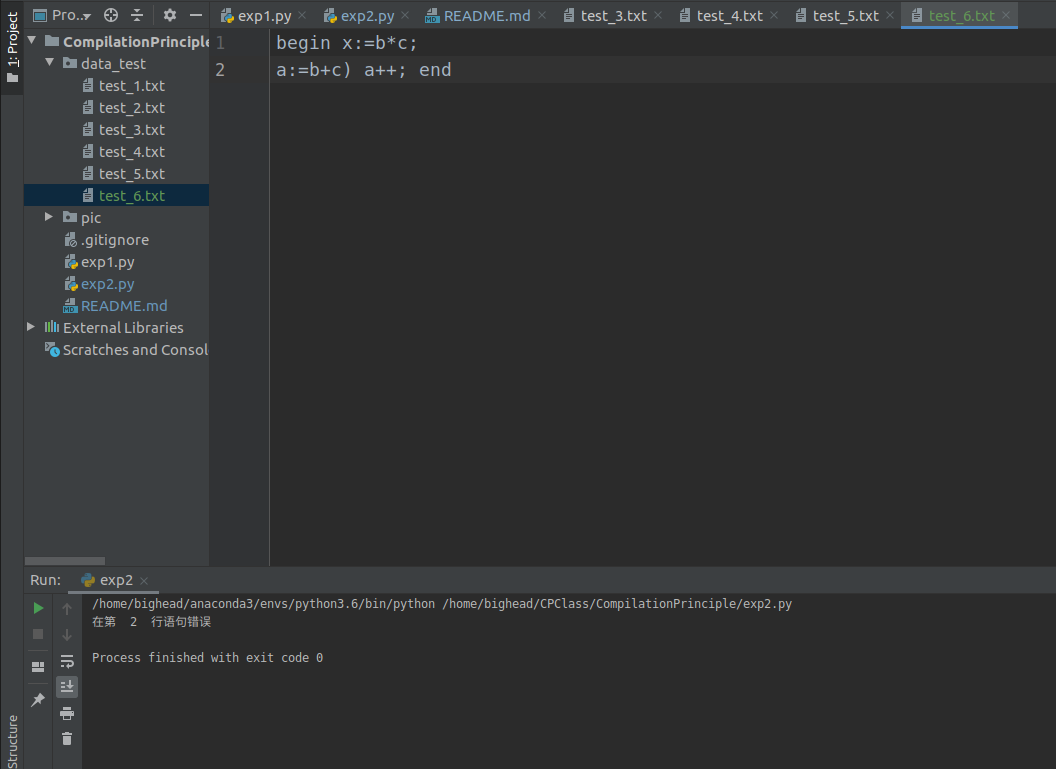 1: Project
Pro...
exp1.py
exp2.py
README.md
test_3.txt
test_4.txt
test_5.txt
test_6.txt
CompilationPrinciple
data_test
test_1.txt
test_2.txt
test_3.txt
test_4.txt
test_5.txt
test_6.txt
pic
.gitignore
exp1.py
exp2.py
README.md
External Libraries
Scratches and Consol
1 begin x:=b*c;
2 a:=b+c) a++; end
Run: exp2
/home/bighead/anaconda3/envs/python3.6/bin/python /home/bighead/CPClass/CompilationPrinciple/exp2.py
在第 2 行语句错误
Process finished with exit code 0
Structure